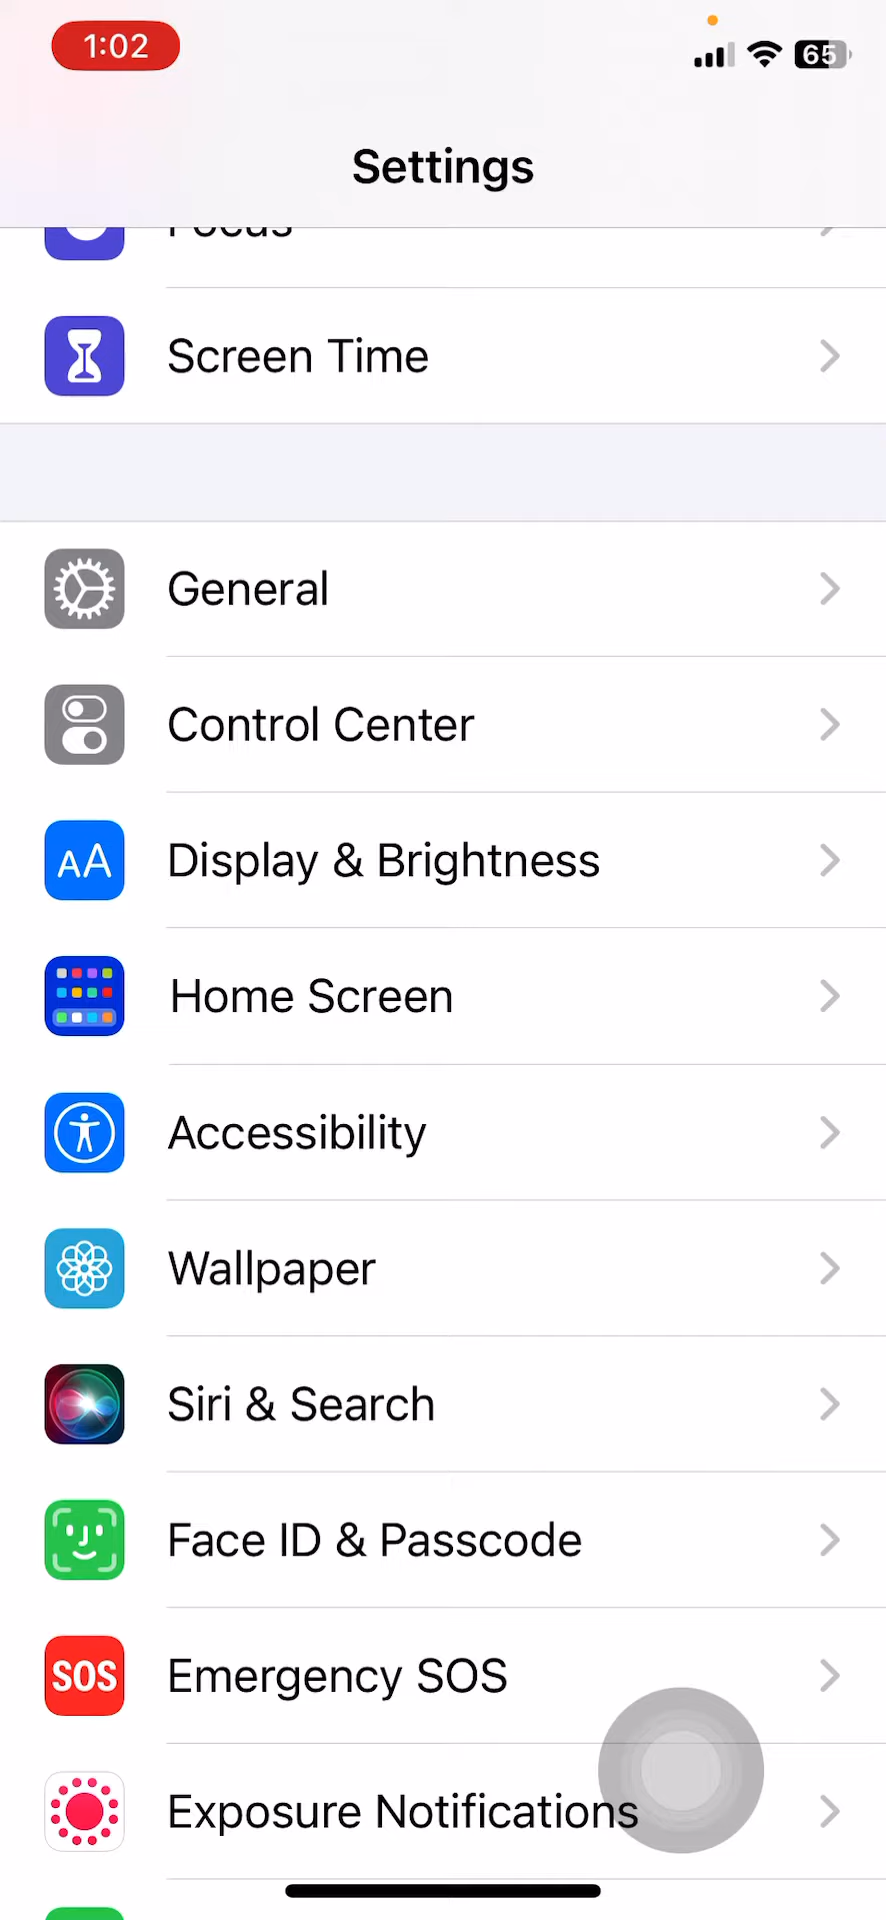 1:02
65
Settings
Focus
Screen Time
General
Control Center
AA
Display & Brightness
Home Screen
Accessibility
Wallpaper
Siri & Search
Face ID & Passcode
SOS
Emergency SOS
Exposure Notifications